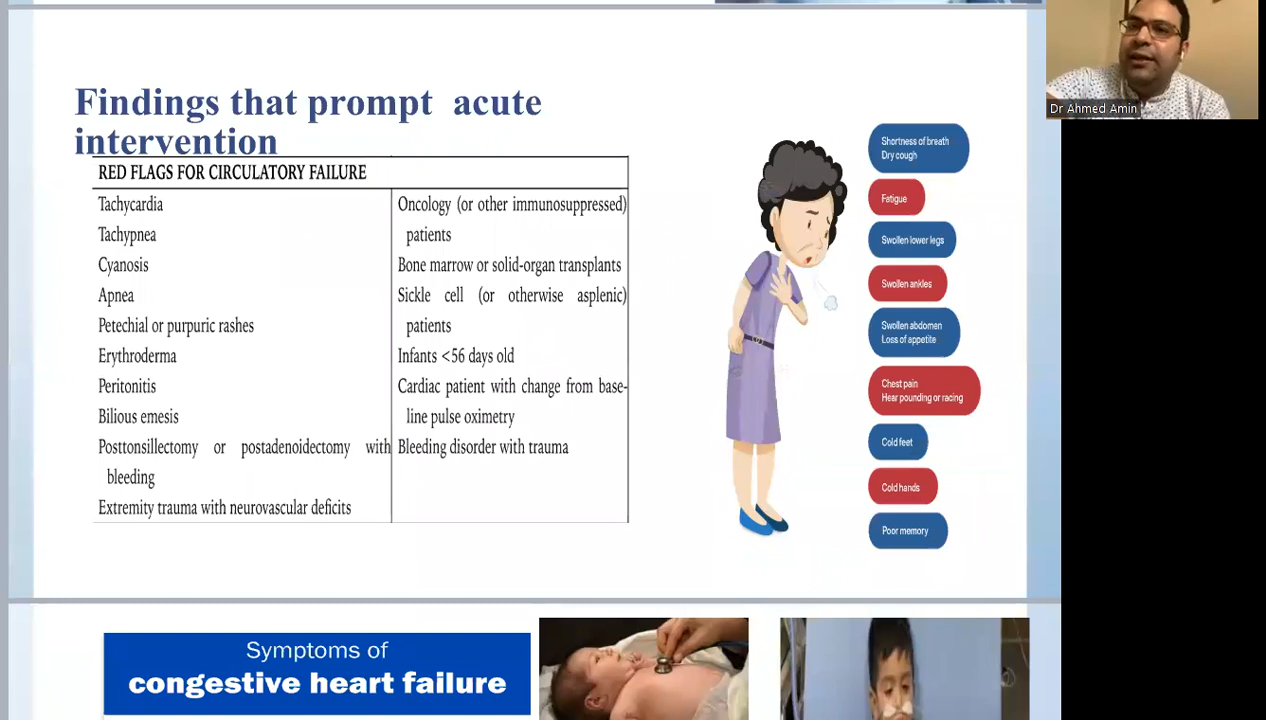 Findings that prompt acute
intervention
RED FLAGS FOR CIRCULATORY FAILURE
Tachycardia
Tachypnea
Cyanosis
Apnea
Petechial or purpuric rashes
Erythroderma
Peritonitis
Bilious emesis
Posttonsillectomy or postadenoidectomy with
bleeding
Extremity trauma with neurovascular deficits
Oncology (or other immunosuppressed)
patients
Bone marrow or solid-organ transplants
Sickle cell (or otherwise asplenic)
patients
Infants <56 days old
Cardiac patient with change from base-
line pulse oximetry
Bleeding disorder with trauma
Shortness of breath
Dry cough
Fatigue
Swollen lower legs
Swollen ankles
Swollen abdomen
Loss of appetite
Chest pain
Hear pounding or racing
Cold feet
Cold hands
Poor memory
Dr Ahmed Amin
Symptoms of
congestive heart failure